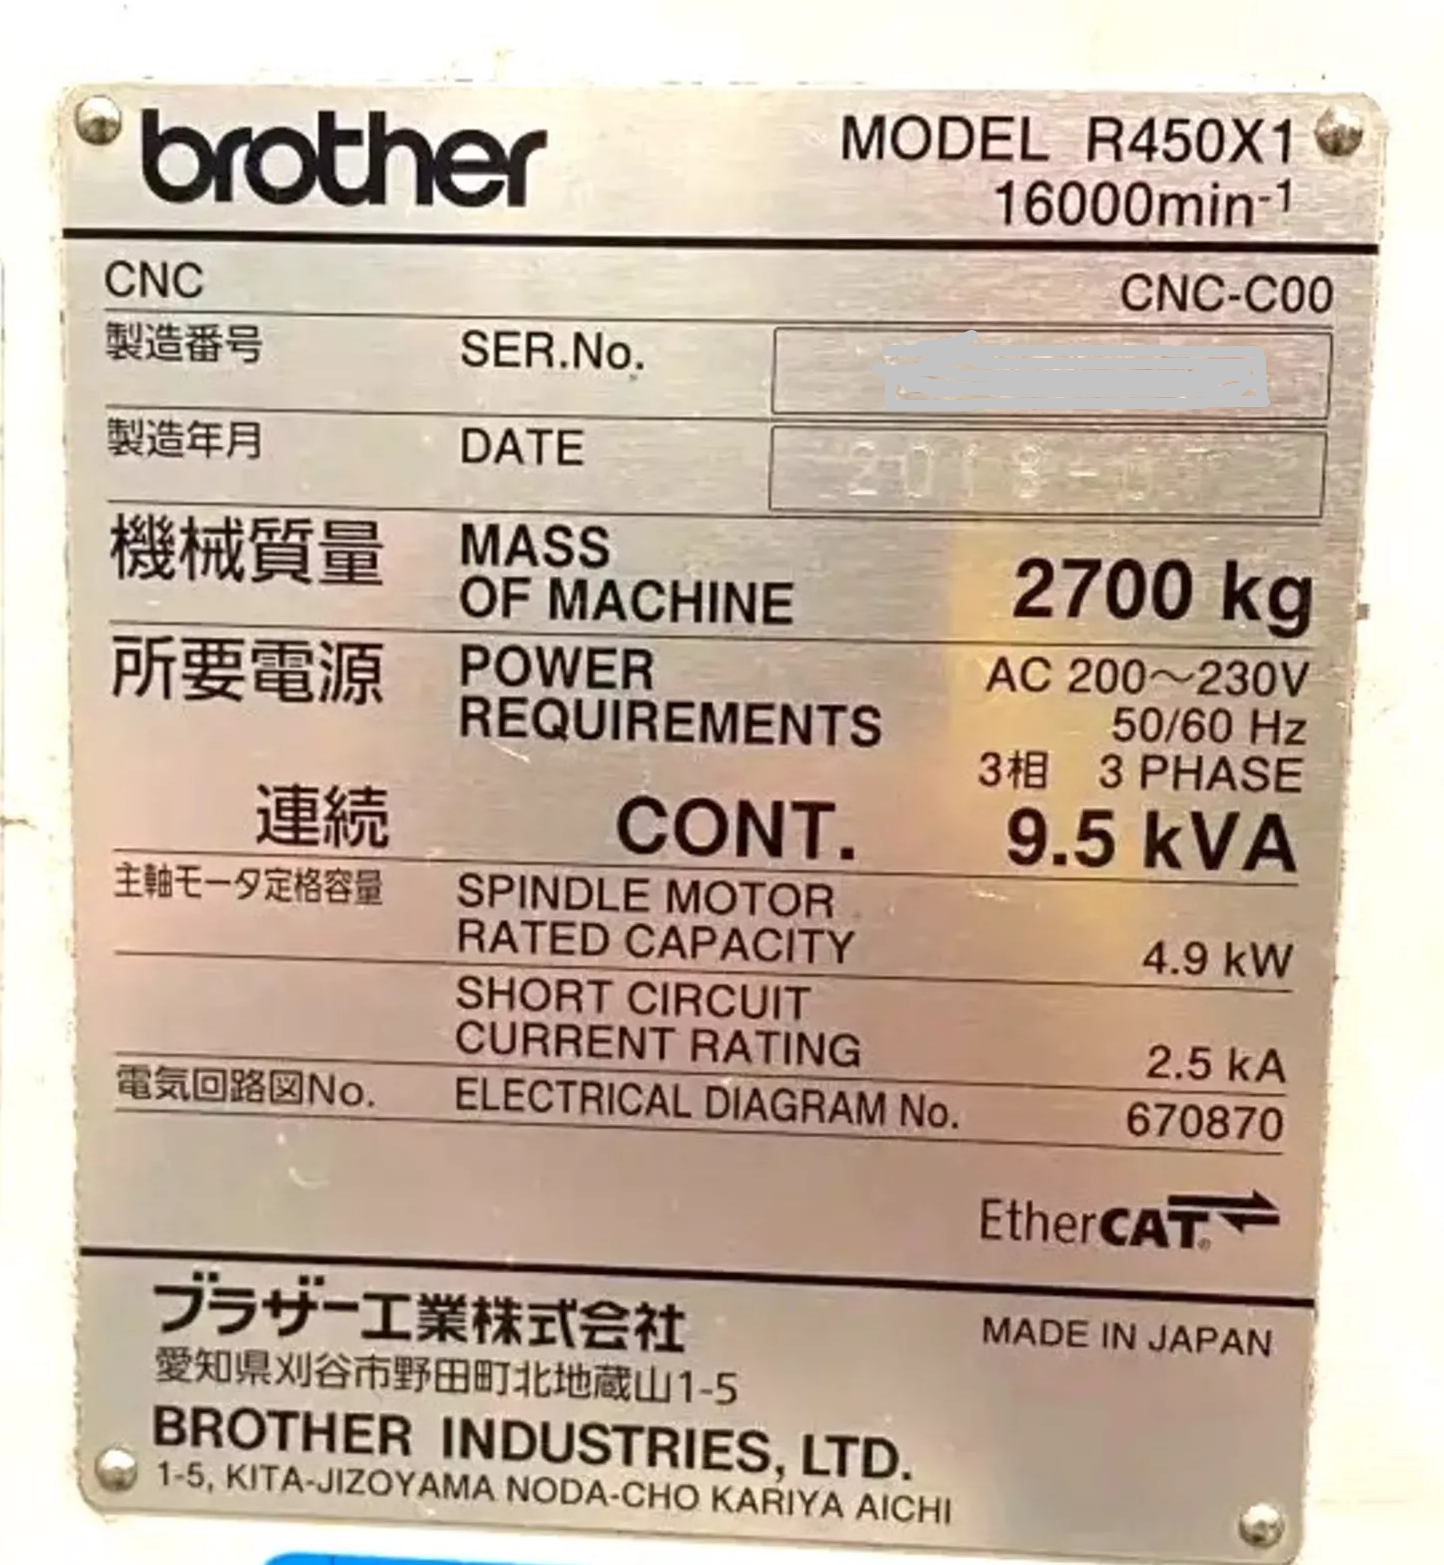 brother
MODEL R450X1
16000min-1
CNC CNC-C00
製造番号 SER.No.
製造年月 DATE
機械質量 MASS
OF MACHINE 2700 kg
所要電源 POWER
REQUIREMENTS
AC 200～230V
50/60 Hz
3相 3 PHASE
連続 CONT. 9.5 kVA
主軸モータ定格容量 SPINDLE MOTOR
RATED CAPACITY 4.9 kW
SHORT CIRCUIT
CURRENT RATING 2.5 kA
電気回路図No. ELECTRICAL DIAGRAM No. 670870
EtherCAT®
ブラザー工業株式会社
MADE IN JAPAN
愛知県刈谷市野田町北地蔵山1-5
BROTHER INDUSTRIES, LTD.
1-5, KITA-JIZOYAMA NODA-CHO KARIYA AICHI